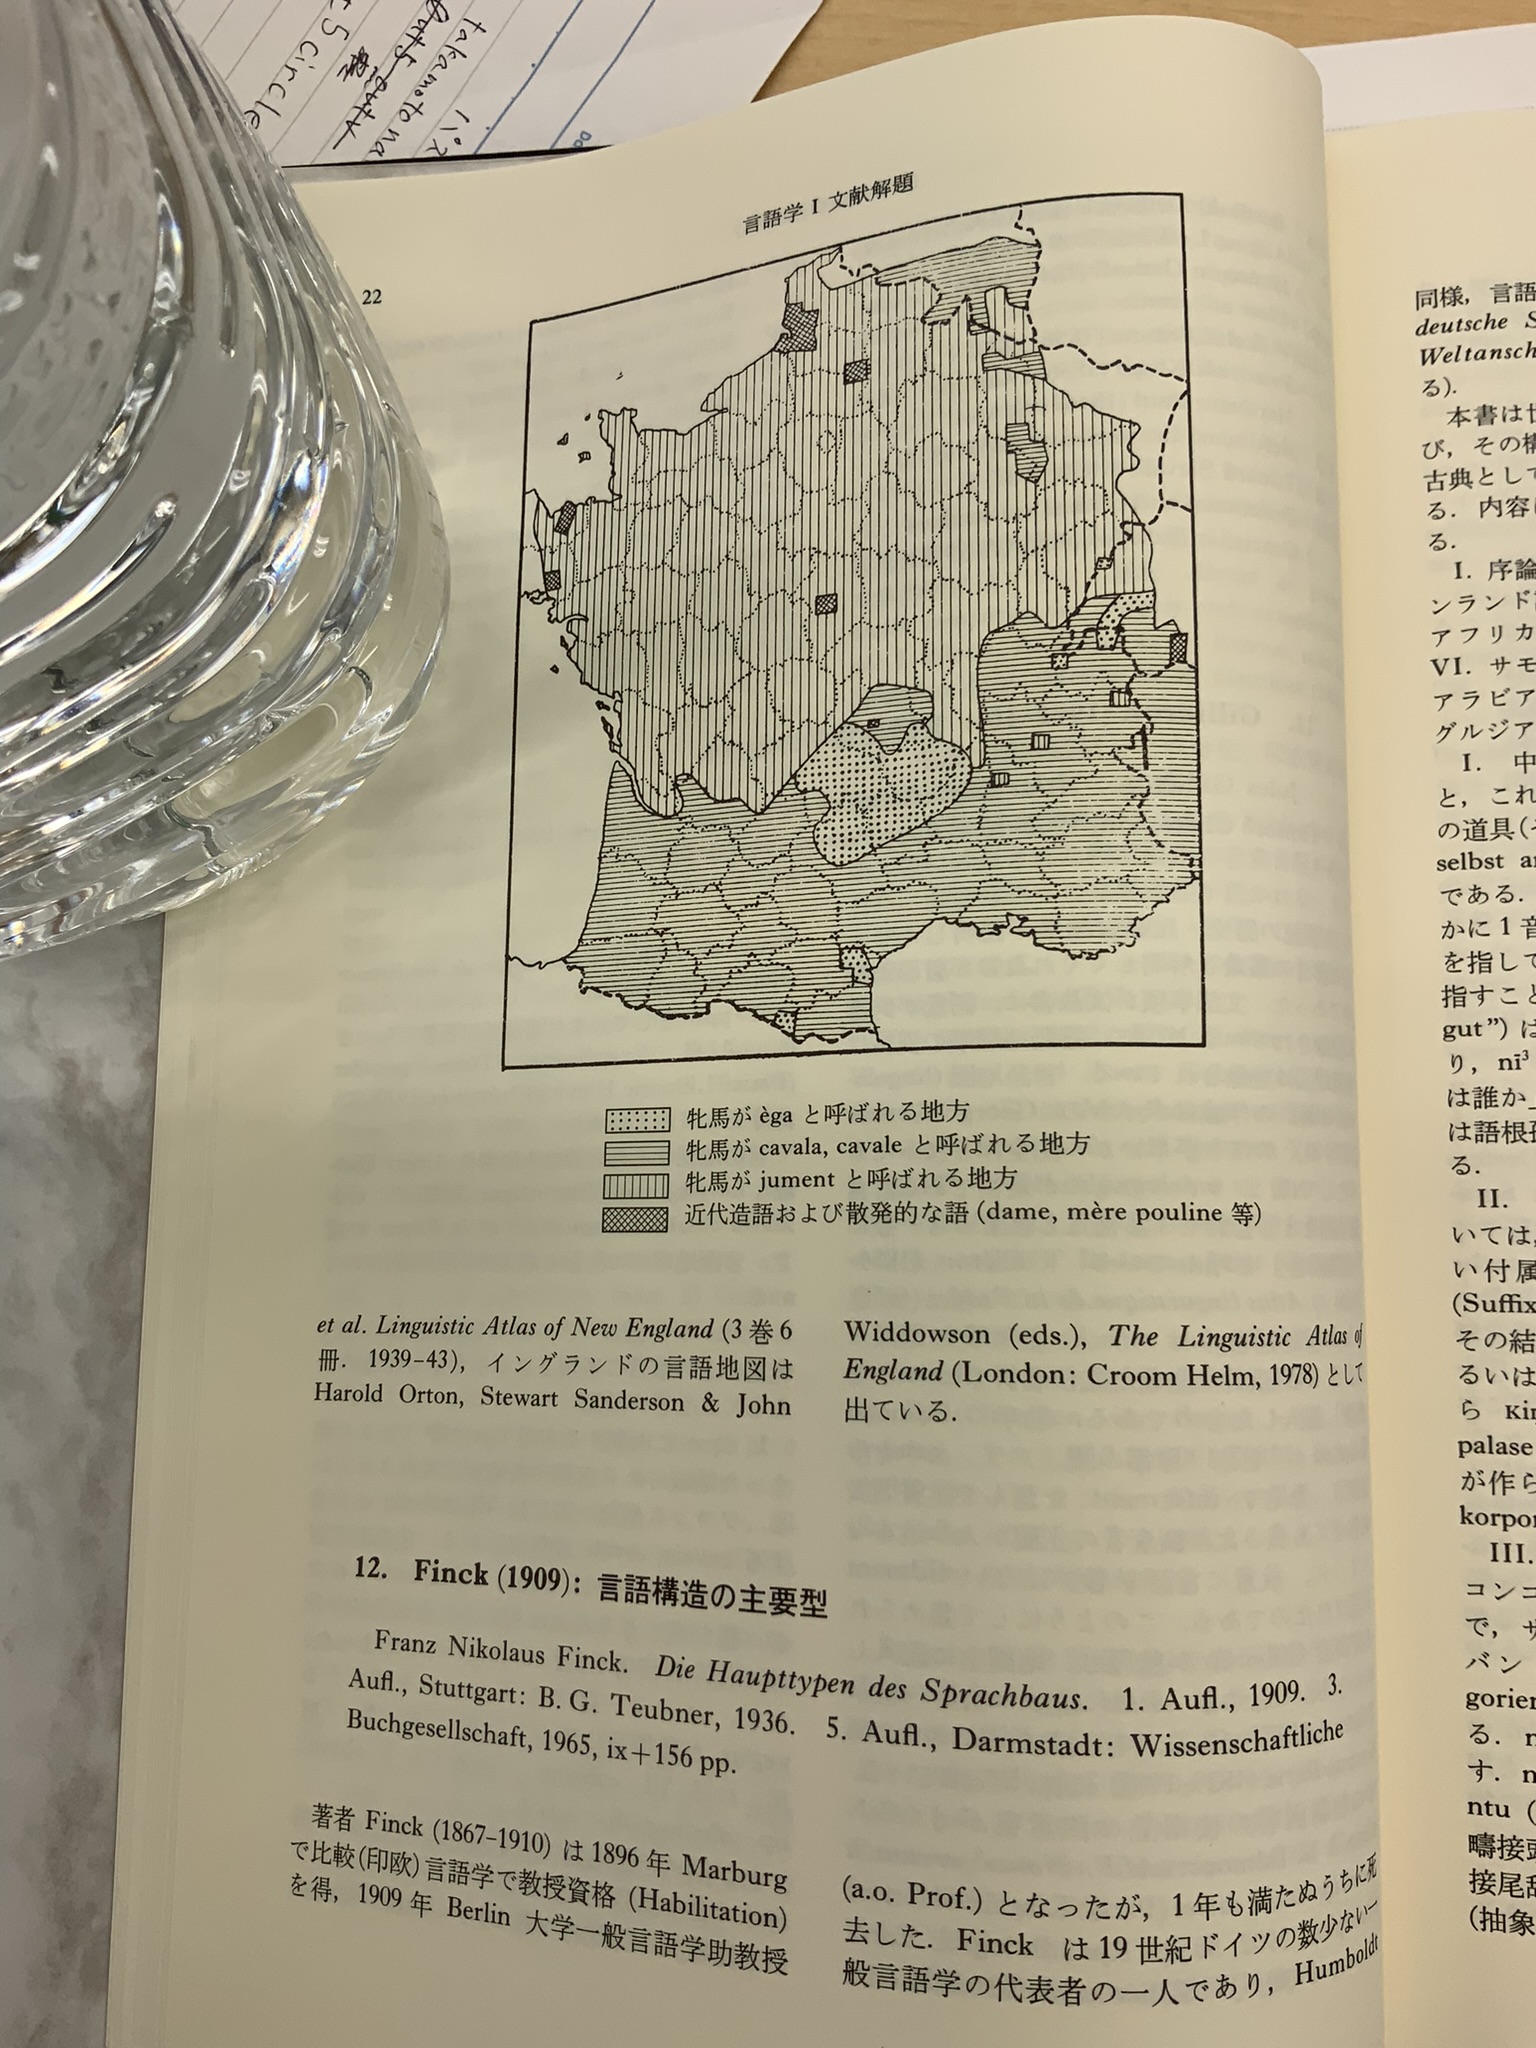 circle
takamoto na
パス
言語学 I 文献解題
22
牝馬が èga と呼ばれる地方
牝馬が cavala, cavale と呼ばれる地方
牝馬が jument と呼ばれる地方
近代造語および散発的な語 (dame, mère pouline 等)
et al. Linguistic Atlas of New England (3 巻 6
冊. 1939–43), イングランドの言語地図は
Harold Orton, Stewart Sanderson & John
Widdowson (eds.), The Linguistic Atlas of
England (London: Croom Helm, 1978) として
出ている.
12. Finck (1909): 言語構造の主要型
Franz Nikolaus Finck. Die Haupttypen des Sprachbaus. 1. Aufl., 1909. 3.
Aufl., Stuttgart: B. G. Teubner, 1936. 5. Aufl., Darmstadt: Wissenschaftliche
Buchgesellschaft, 1965, ix+156 pp.
著者 Finck (1867–1910) は 1896 年 Marburg
で比較(印欧)言語学で教授資格 (Habilitation)
を得, 1909 年 Berlin 大学一般言語学助教授
(a.o. Prof.) となったが, 1 年も満たぬうちに死
去した. Finck は 19 世紀ドイツの数少ない一
般言語学の代表者の一人であり, Humboldt
同様, 言語
deutsche S
Weltansch
る).
本書は
び, その構
古典として
る. 内容
る.
I. 序論
ンランド
アフリカ
VI. サモ
アラビア
グルジア
I. 中
と, これ
の道具(
selbst a
である.
かに 1 音
を指して
指すこと
gut”) は
り, nī³
は誰か
は語根
る.
II.
いては,
い付属
(Suffix
その結
るいは
ら Kir
palase
が作ら
korpor
III.
コンゴ
で, サ
バン
gorien
る. n
す. n
ntu (
疇接頭
接尾辞
(抽象